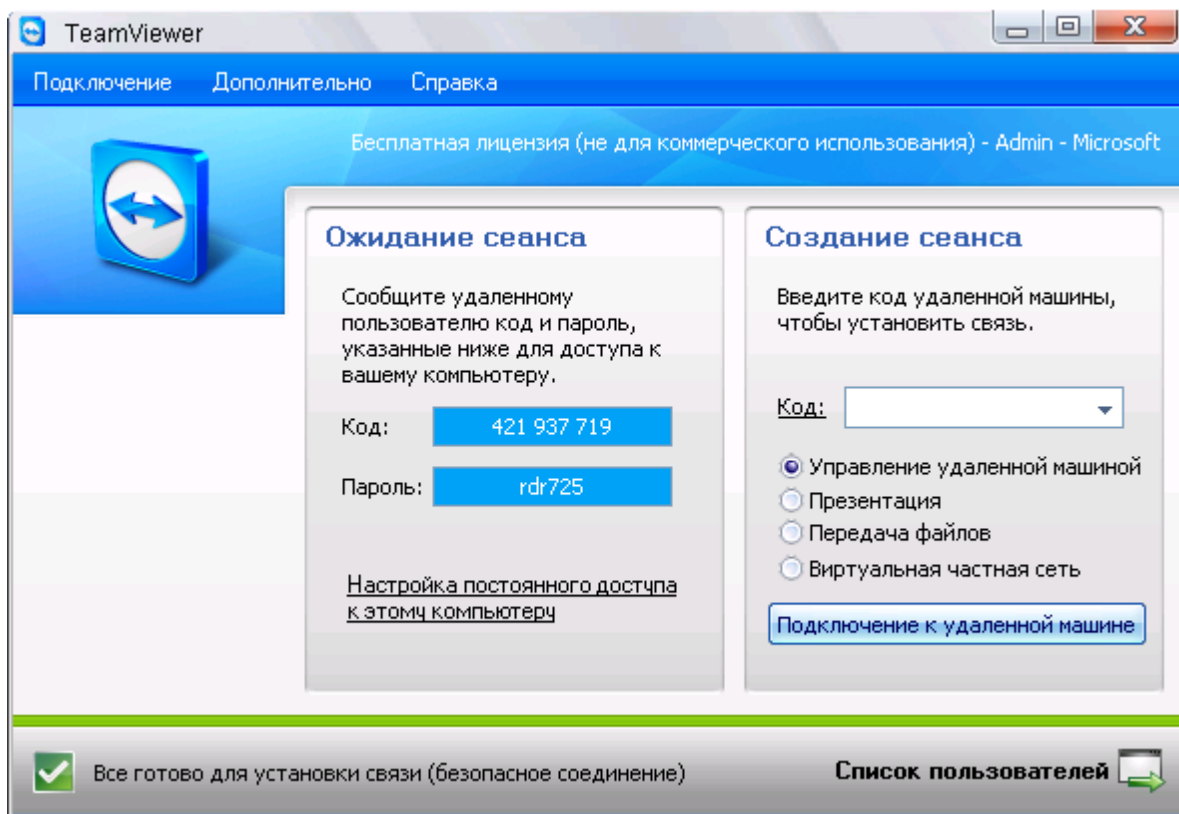 TeamViewer
Подключение Дополнительно Справка
Бесплатная лицензия (не для коммерческого использования) - Admin - Microsoft
Ожидание сеанса
Сообщите удаленному
пользователю код и пароль,
указанные ниже для доступа к
вашему компьютеру.
Код: 421 937 719
Пароль: rdr725
Настройка постоянного доступа
к этому компьютеру
Создание сеанса
Введите код удаленной машины,
чтобы установить связь.
Код:
Управление удаленной машиной
Презентация
Передача файлов
Виртуальная частная сеть
Подключение к удаленной машине
Все готово для установки связи (безопасное соединение)
Список пользователей